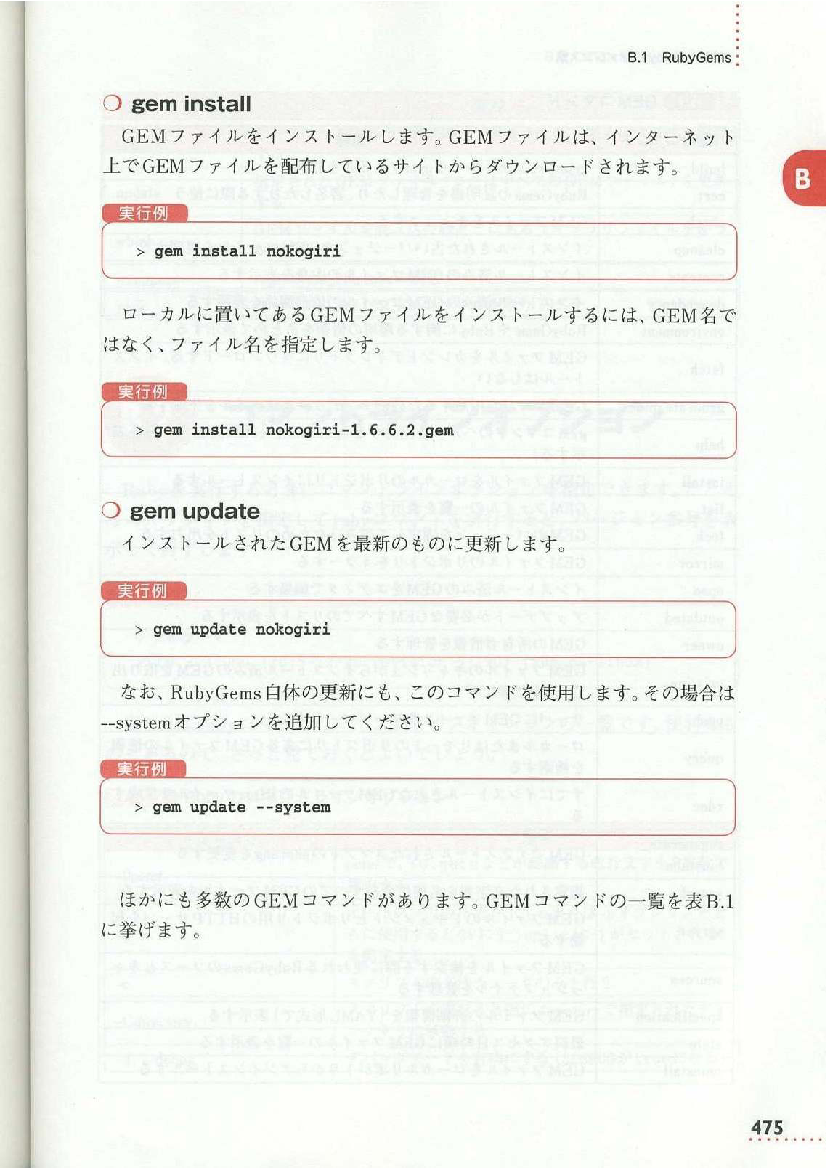 B.1 RubyGems
B
❍ gem install
GEMファイルをインストールします。GEMファイルは、インターネット
上でGEMファイルを配布しているサイトからダウンロードされます。
実行例
> gem install nokogiri
ローカルに置いてあるGEMファイルをインストールするには、GEM名で
はなく、ファイル名を指定します。
実行例
> gem install nokogiri-1.6.6.2.gem
❍ gem update
インストールされたGEMを最新のものに更新します。
実行例
> gem update nokogiri
なお、RubyGems自体の更新にも、このコマンドを使用します。その場合は
--systemオプションを追加してください。
実行例
> gem update --system
ほかにも多数のGEMコマンドがあります。GEMコマンドの一覧を表B.1
に挙げます。
475